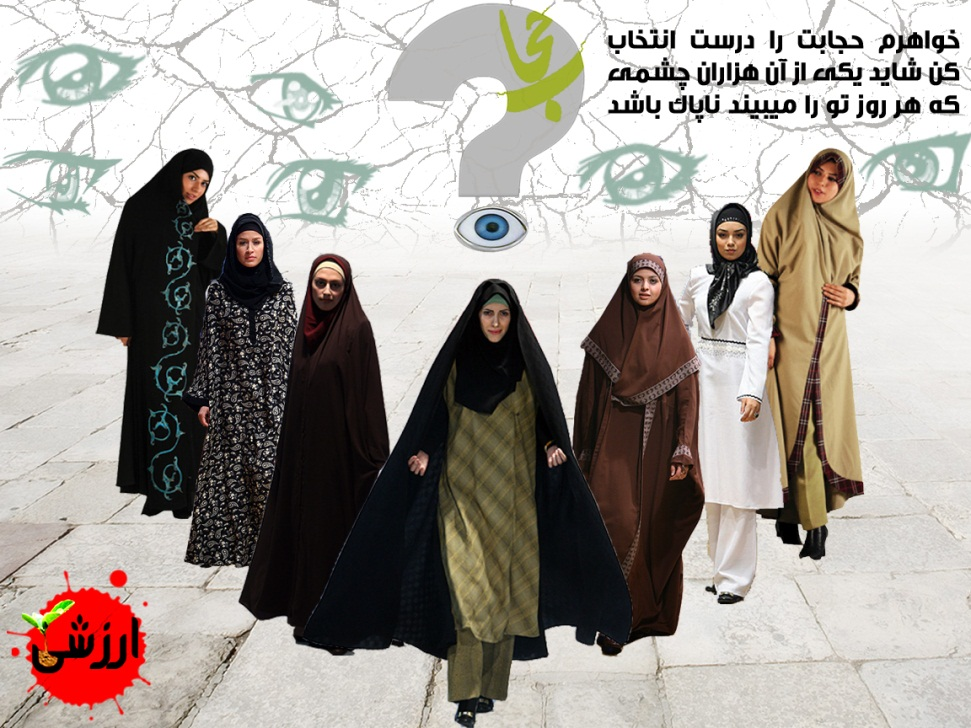 خواهرم حجابت را درست انتخاب
کن شاید یکی از آن هزاران چشمی
که هر روز تو را میبیند ناپاک باشد
حجاب
ارزشی